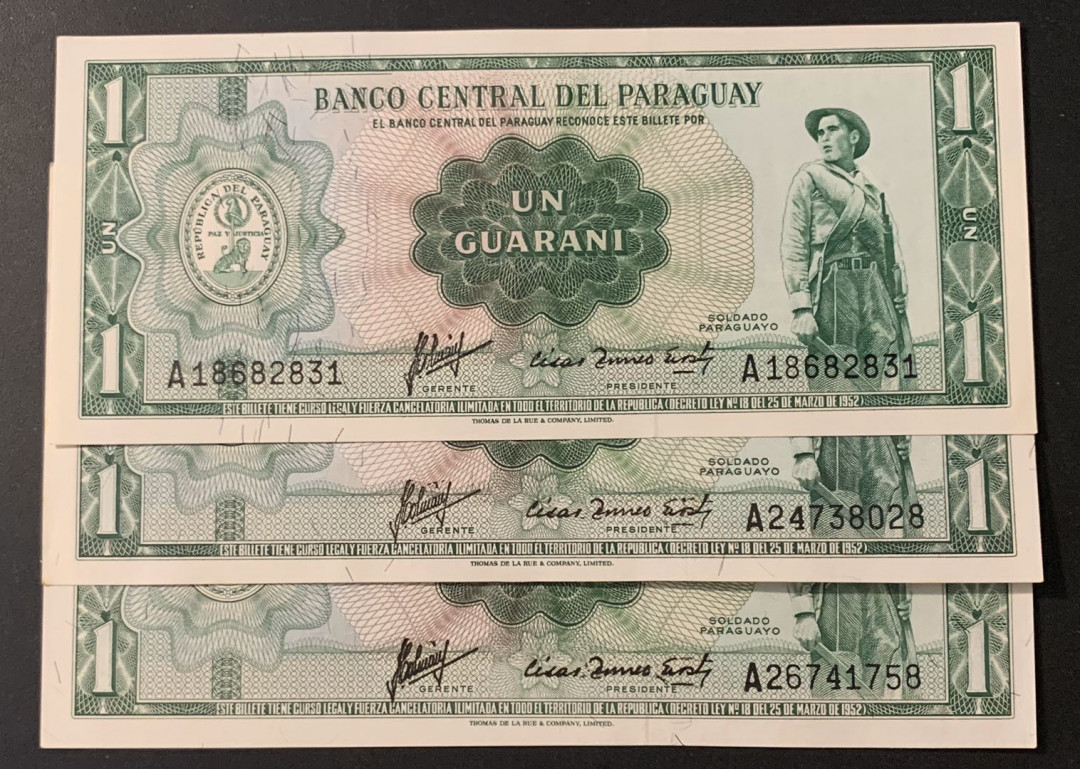 1 1
BANCO CENTRAL DEL PARAGUAY
EL BANCO CENTRAL DEL PARAGUAY RECONOCE ESTE BILLETE POR
UN
GUARANI
REPÚBLICA DEL PARAGUAY
PAZ Y JUSTICIA
UN UN
SOLDADO
PARAGUAYO
1 1
A18682831 A18682831
GERENTE PRESIDENTE
ESTE BILLETE TIENE CURSO LEGAL Y FUERZA CANCELATORIA ILIMITADA EN TODO EL TERRITORIO DE LA REPUBLICA (DECRETO LEY Nº 18 DEL 25 DE MARZO DE 1952)
THOMAS DE LA RUE & COMPANY, LIMITED.
SOLDADO
PARAGUAYO
1 1
A24738028
GERENTE PRESIDENTE
ESTE BILLETE TIENE CURSO LEGAL Y FUERZA CANCELATORIA ILIMITADA EN TODO EL TERRITORIO DE LA REPUBLICA (DECRETO LEY Nº 18 DEL 25 DE MARZO DE 1952)
THOMAS DE LA RUE & COMPANY, LIMITED.
SOLDADO
PARAGUAYO
1 1
A26741758
GERENTE PRESIDENTE
ESTE BILLETE TIENE CURSO LEGAL Y FUERZA CANCELATORIA ILIMITADA EN TODO EL TERRITORIO DE LA REPUBLICA (DECRETO LEY Nº 18 DEL 25 DE MARZO DE 1952)
THOMAS DE LA RUE & COMPANY, LIMITED.